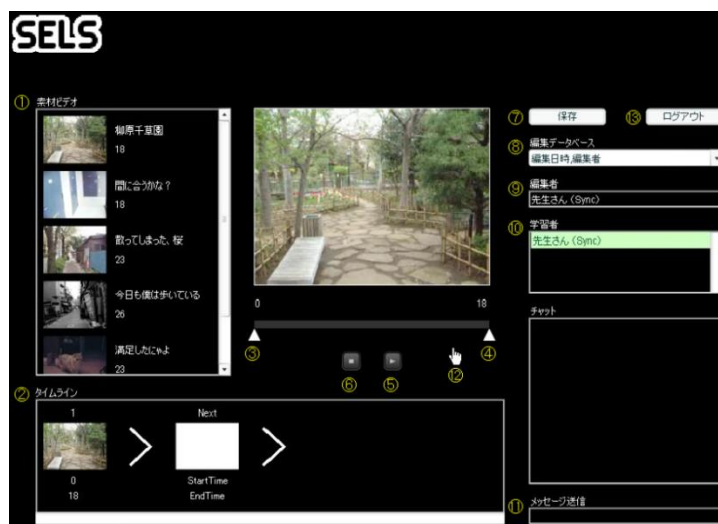 SELS
① 素材ビデオ
柳原千草園
18
間に合うかな？
18
散ってしまった、桜
23
今日も僕は歩いている
26
満足したにゃよ
23
0 18
③ ④
⑥ ⑤ ⑫
⑦ 保存 ⑬ ログアウト
⑧ 編集データベース
編集日時,編集者
⑨ 編集者
先生さん (Sync)
⑩ 学習者
先生さん (Sync)
チャット
② タイムライン
1 Next
0 StartTime
18 EndTime
⑪ メッセージ送信